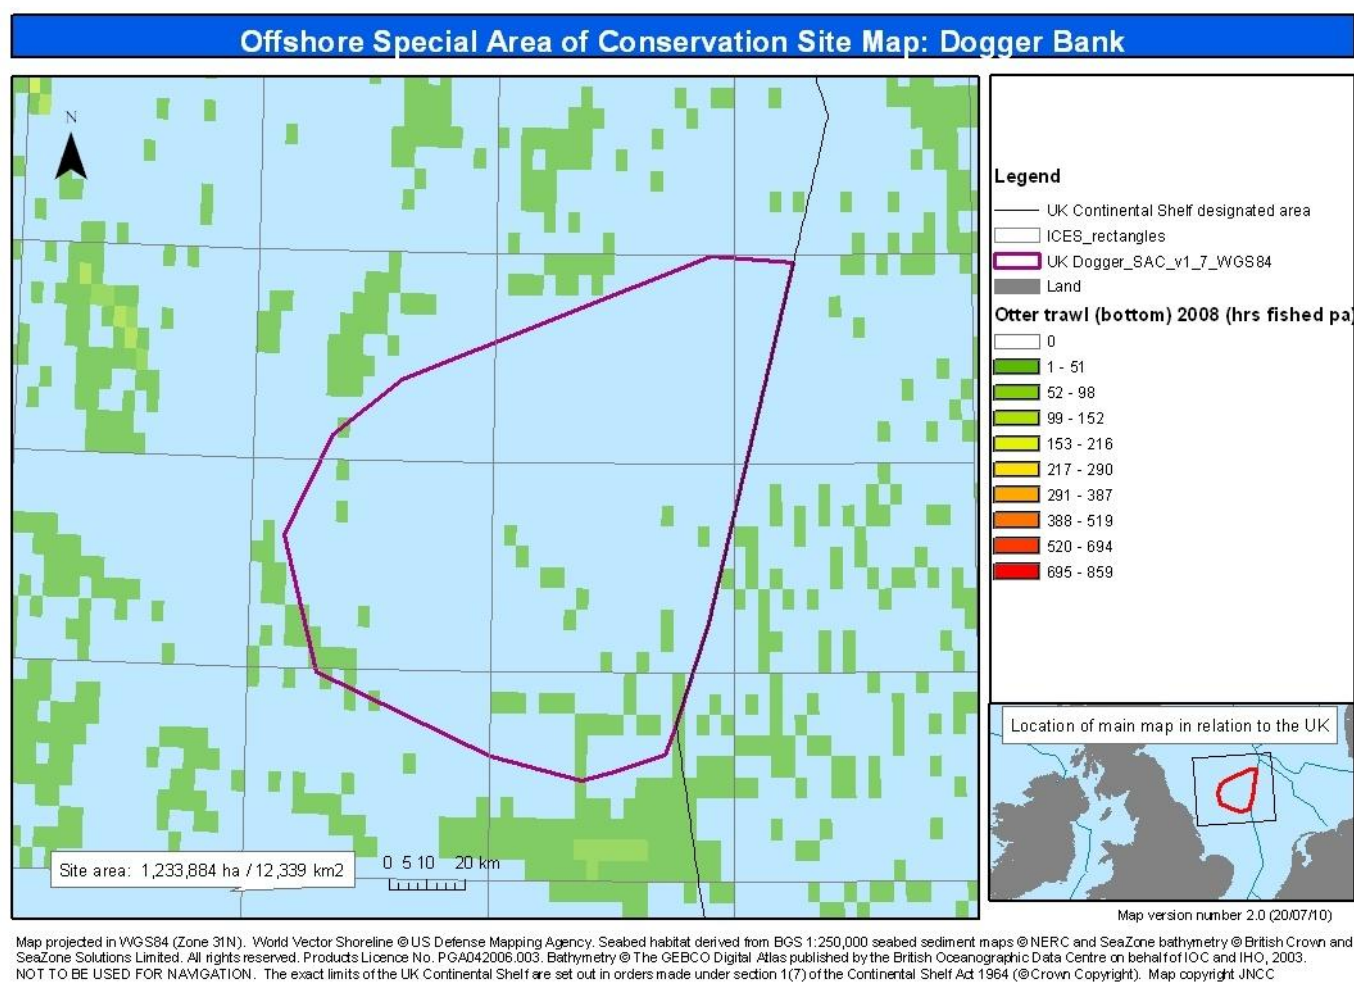 Offshore Special Area of Conservation Site Map: Dogger Bank
N
Legend
UK Continental Shelf designated area
ICES_rectangles
UK Dogger_SAC_v1_7_WGS84
Land
Otter trawl (bottom) 2008 (hrs fished pa)
0
1 - 51
52 - 98
99 - 152
153 - 216
217 - 290
291 - 387
388 - 519
520 - 694
695 - 859
Location of main map in relation to the UK
Site area: 1,233,884 ha / 12,339 km2
0 5 10 20 km
Map version number 2.0 (20/07/10)
Map projected in WGS84 (Zone 31N). World Vector Shoreline © US Defense Mapping Agency. Seabed habitat derived from BGS 1:250,000 seabed sediment maps © NERC and SeaZone bathymetry © British Crown and
SeaZone Solutions Limited. All rights reserved. Products Licence No. PGA042006.003. Bathymetry © The GEBCO Digital Atlas published by the British Oceanographic Data Centre on behalf of IOC and IHO, 2003.
NOT TO BE USED FOR NAVIGATION. The exact limits of the UK Continental Shelf are set out in orders made under section 1(7) of the Continental Shelf Act 1964 (© Crown Copyright). Map copyright JNCC